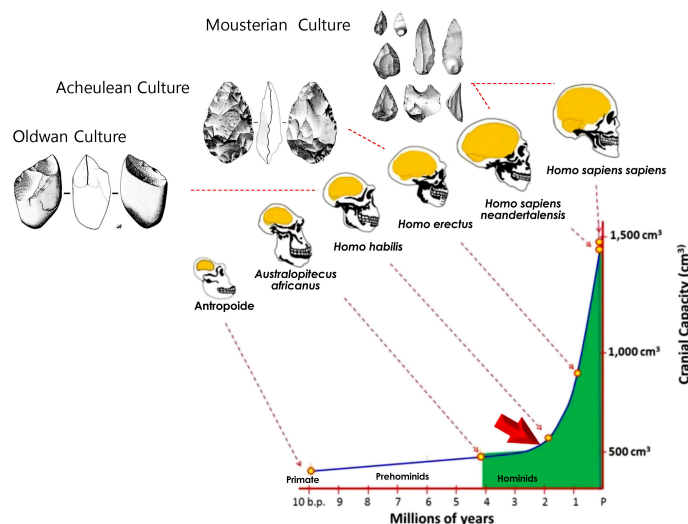 Mousterian Culture
Acheulean Culture
Oldwan Culture
Homo sapiens sapiens
Homo sapiens
neandertalensis
Homo erectus
Homo habilis
Australopitecus
africanus
Antropoide
1,500 cm³
1,000 cm³
500 cm³
Cranial Capacity (cm³)
Primate
Prehominids
Hominids
10 b.p. 9 8 7 6 5 4 3 2 1 P
Millions of years